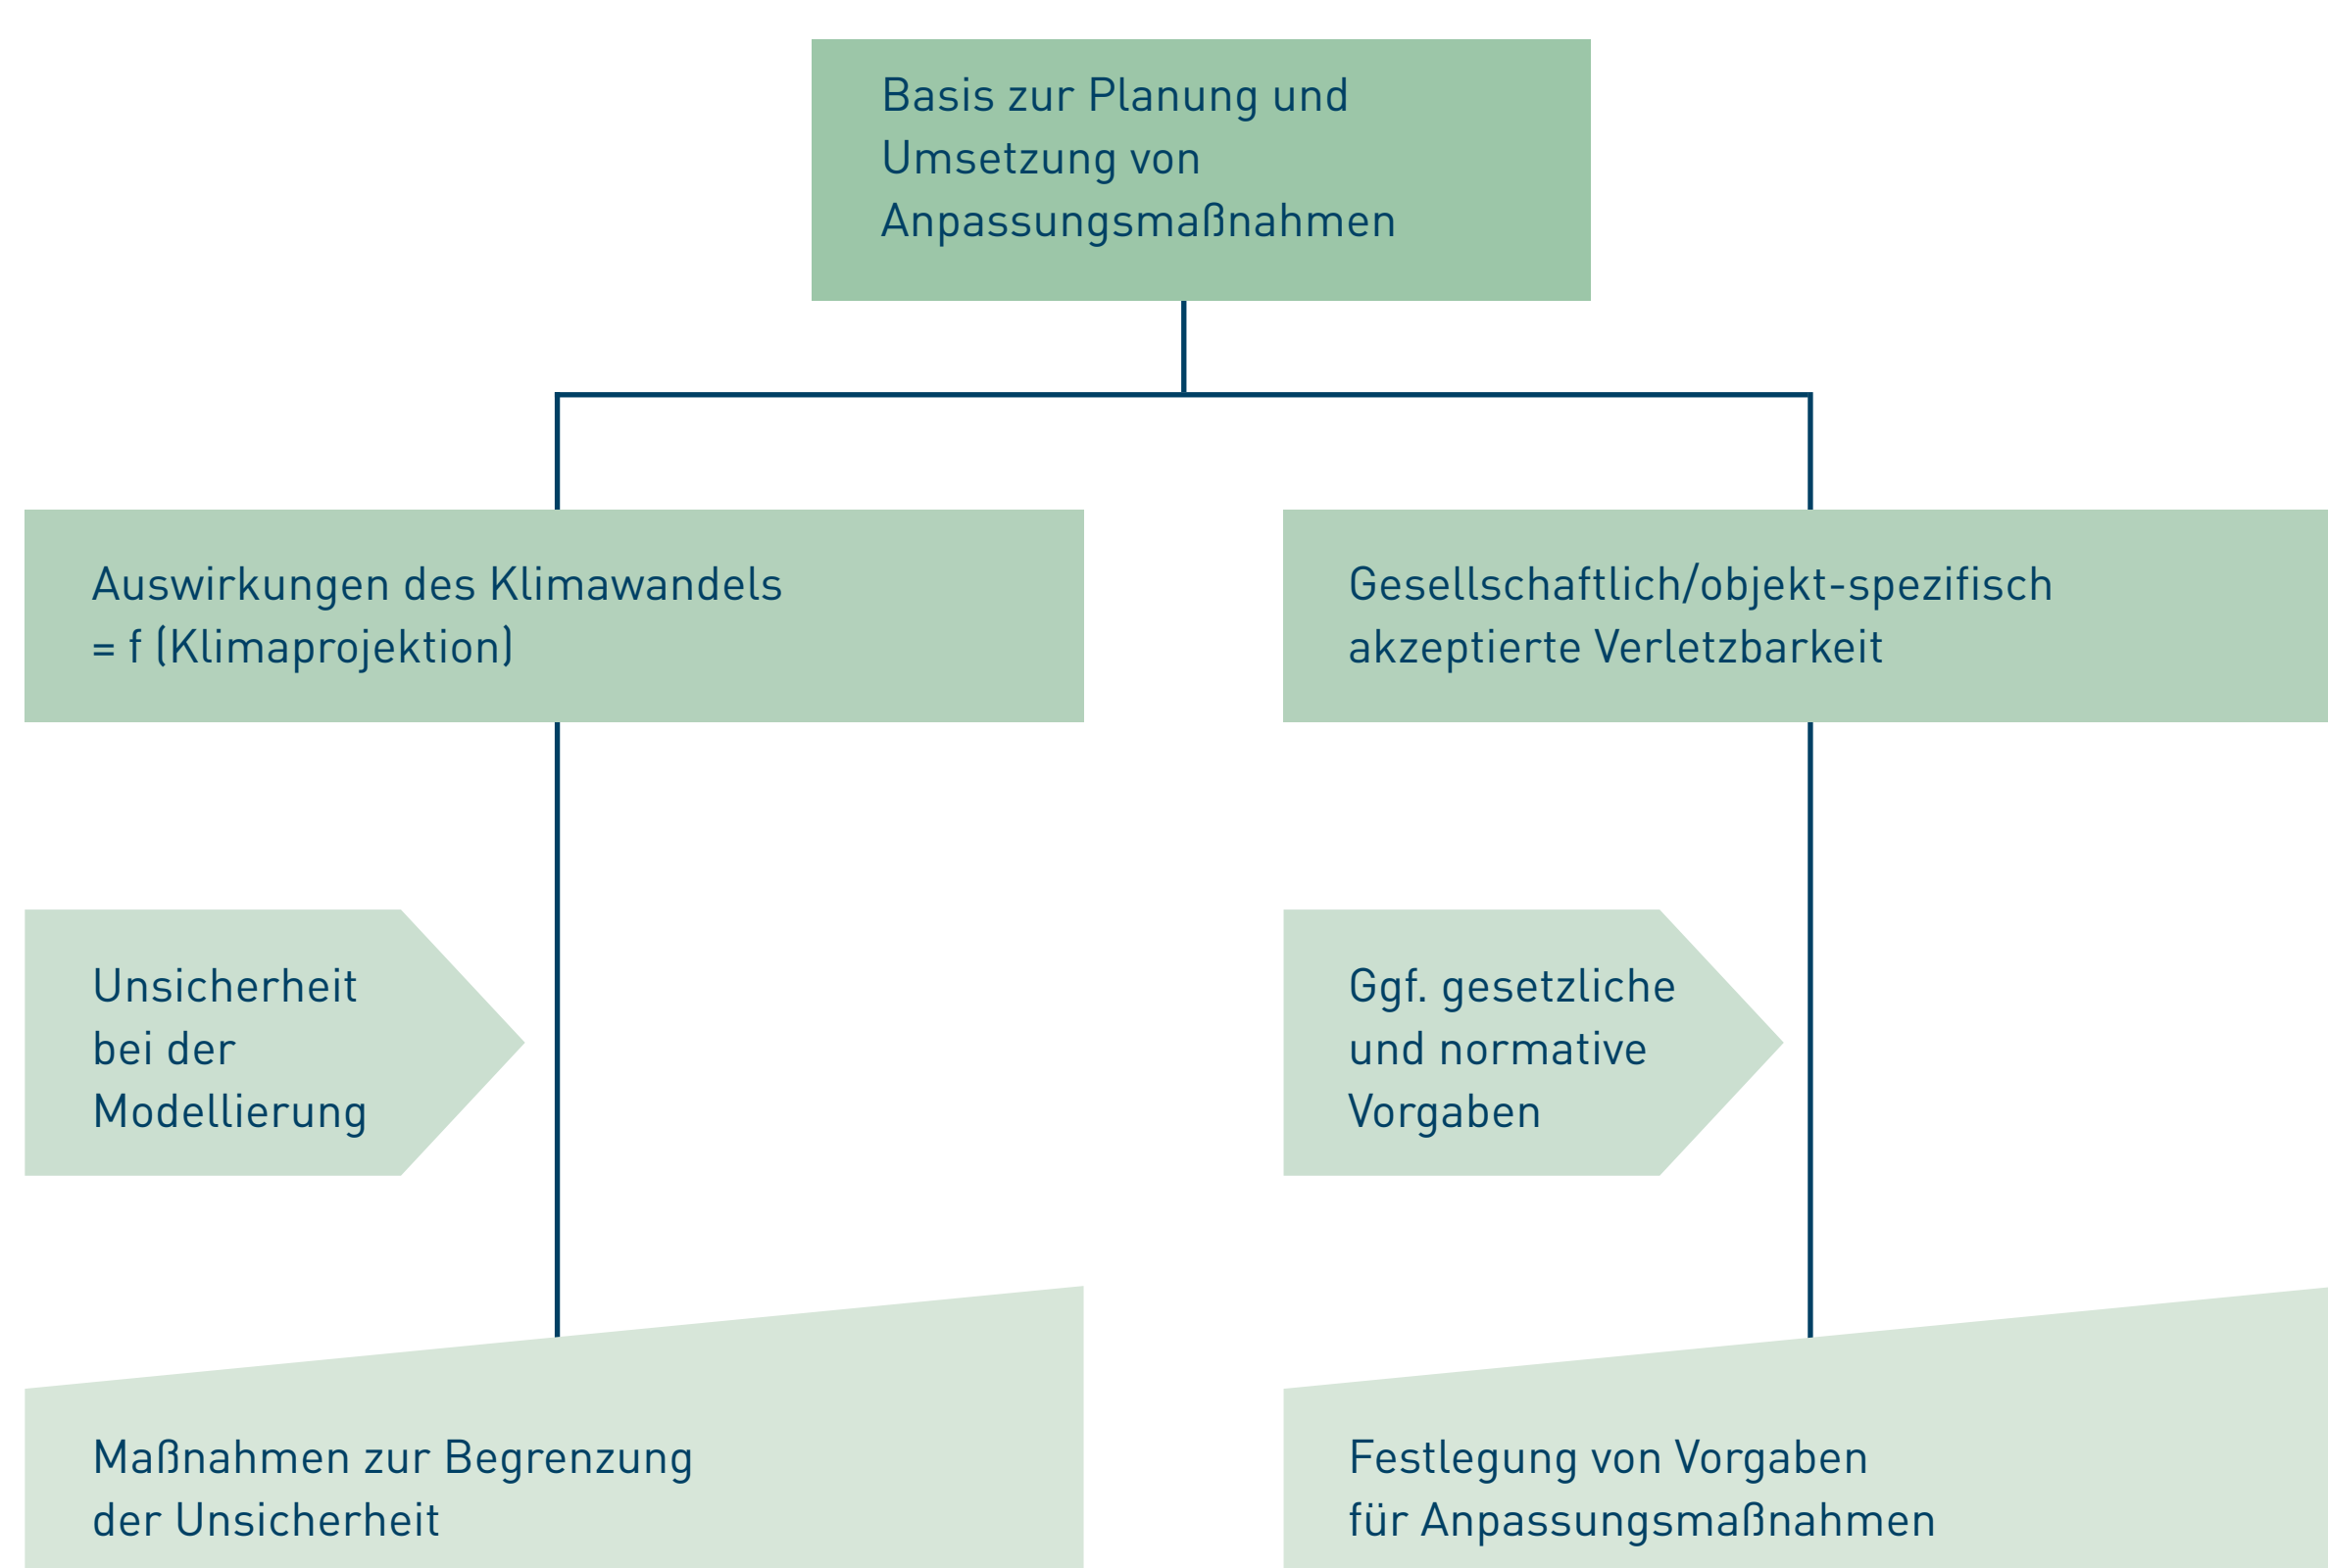 Basis zur Planung und
Umsetzung von
Anpassungsmaßnahmen
Auswirkungen des Klimawandels
= f (Klimaprojektion)
Gesellschaftlich/objekt-spezifisch
akzeptierte Verletzbarkeit
Unsicherheit
bei der
Modellierung
Ggf. gesetzliche
und normative
Vorgaben
Maßnahmen zur Begrenzung
der Unsicherheit
Festlegung von Vorgaben
für Anpassungsmaßnahmen